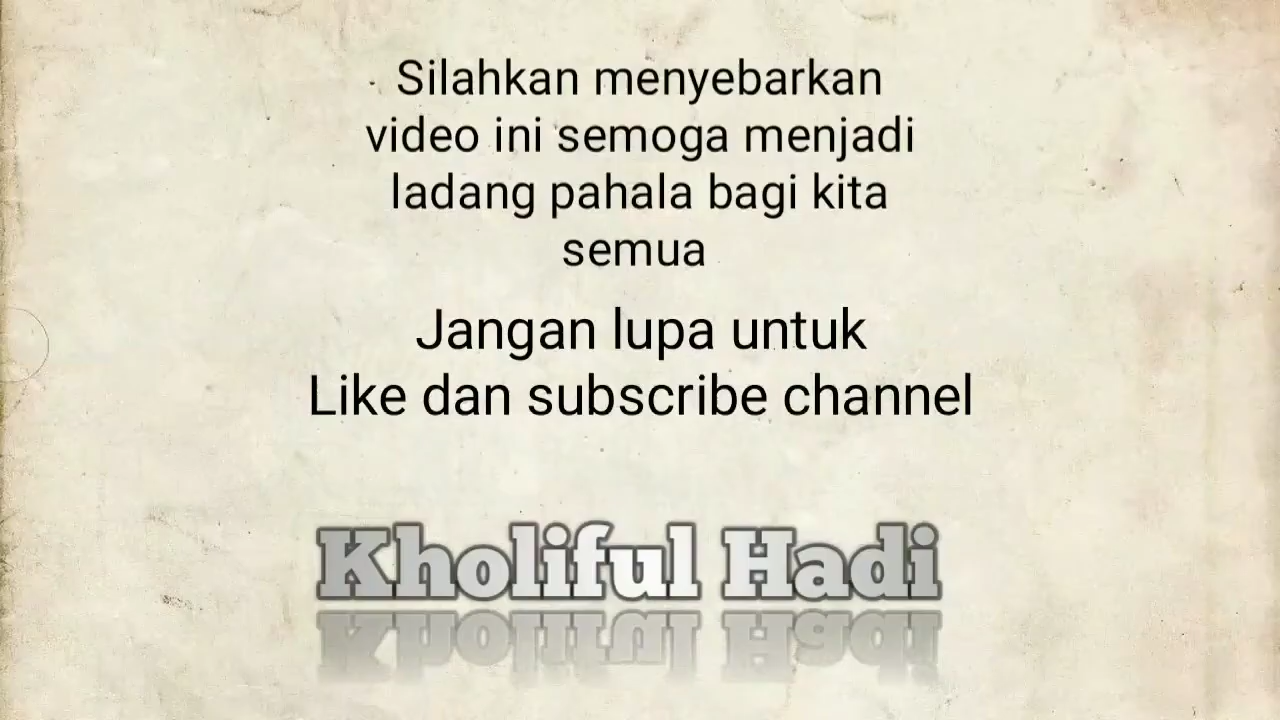 Silahkan menyebarkan
video ini semoga menjadi
ladang pahala bagi kita
semua
Jangan lupa untuk
Like dan subscribe channel
Kholiful Hadi